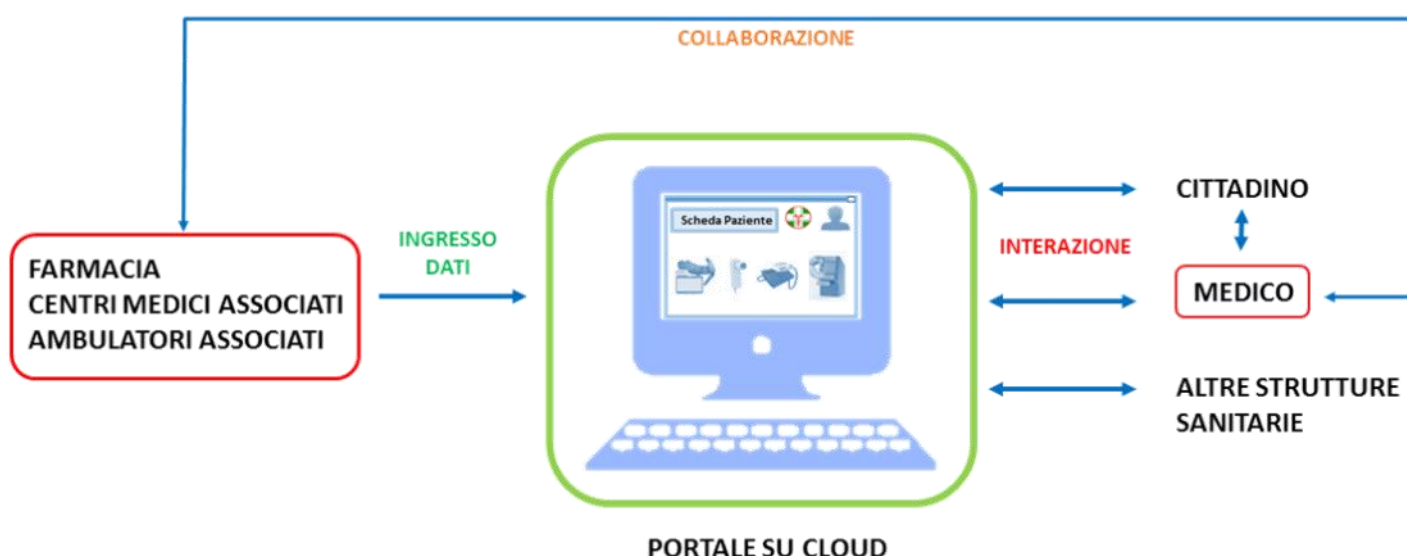 COLLABORAZIONE
FARMACIA
CENTRI MEDICI ASSOCIATI
AMBULATORI ASSOCIATI
INGRESSO
DATI
Scheda Paziente
INTERAZIONE
CITTADINO
MEDICO
ALTRE STRUTTURE
SANITARIE
PORTALE SU CLOUD